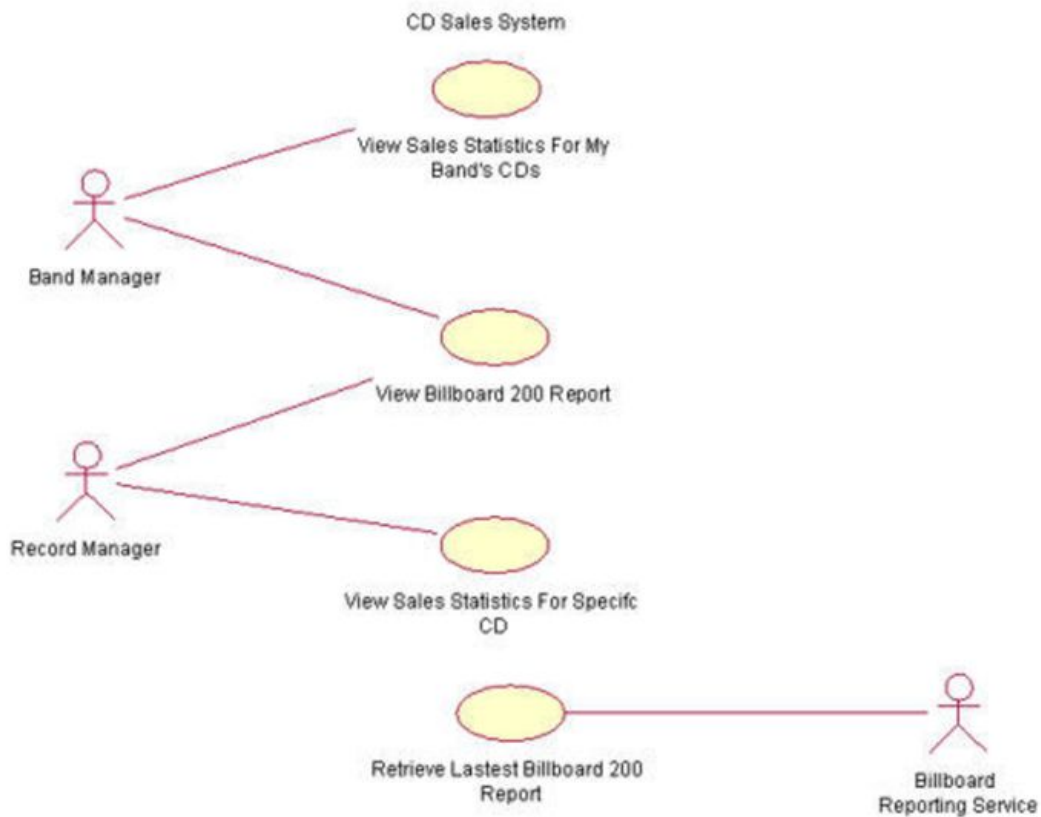 CD Sales System
View Sales Statistics For My
Band's CDs
Band Manager
View Billboard 200 Report
Record Manager
View Sales Statistics For Specifc
CD
Retrieve Lastest Billboard 200
Report
Billboard
Reporting Service